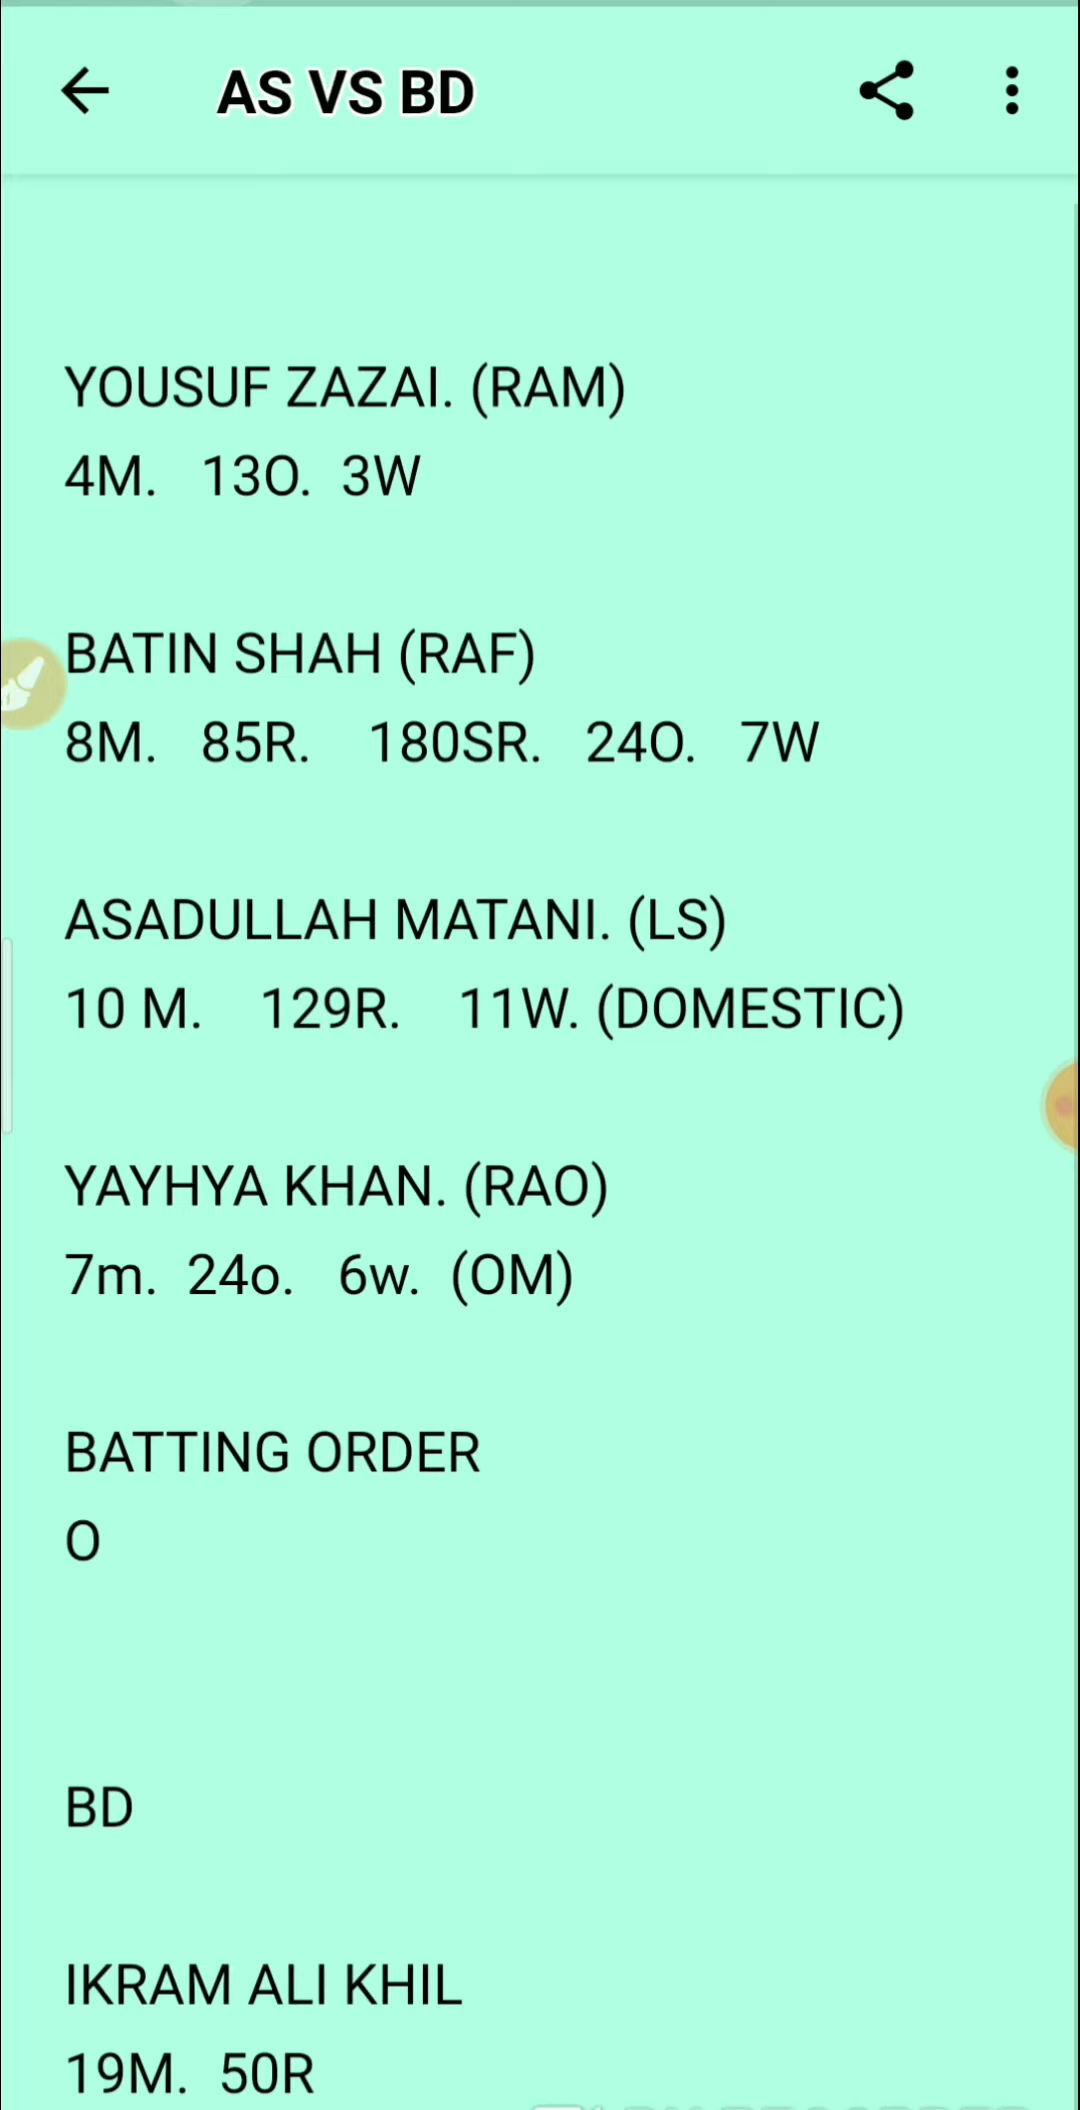 AS VS BD
YOUSUF ZAZAI. (RAM)
4M. 13O. 3W
BATIN SHAH (RAF)
8M. 85R. 180SR. 24O. 7W
ASADULLAH MATANI. (LS)
10 M. 129R. 11W. (DOMESTIC)
YAYHYA KHAN. (RAO)
7m. 24o. 6w. (OM)
BATTING ORDER
O
BD
IKRAM ALI KHIL
19M. 50R